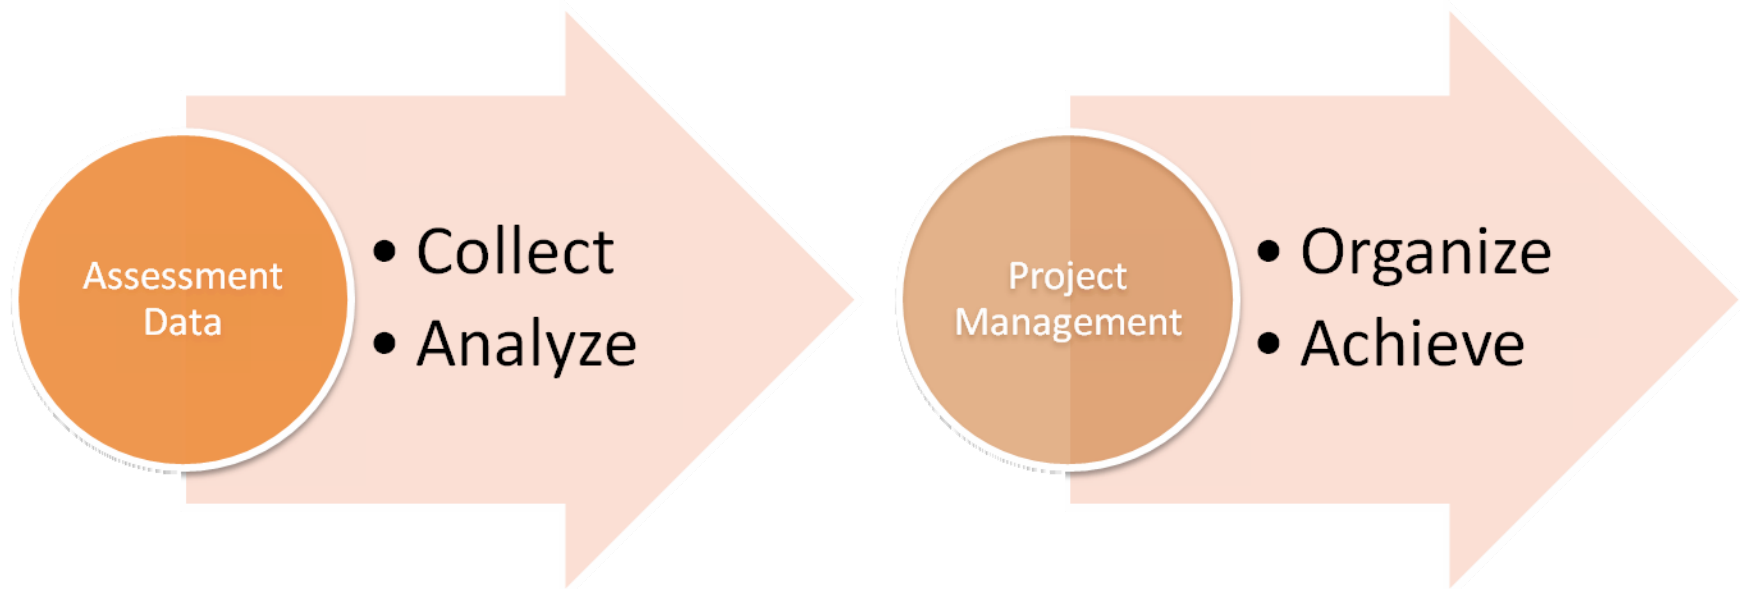 Assessment
Data
• Collect
• Analyze
Project
Management
• Organize
• Achieve